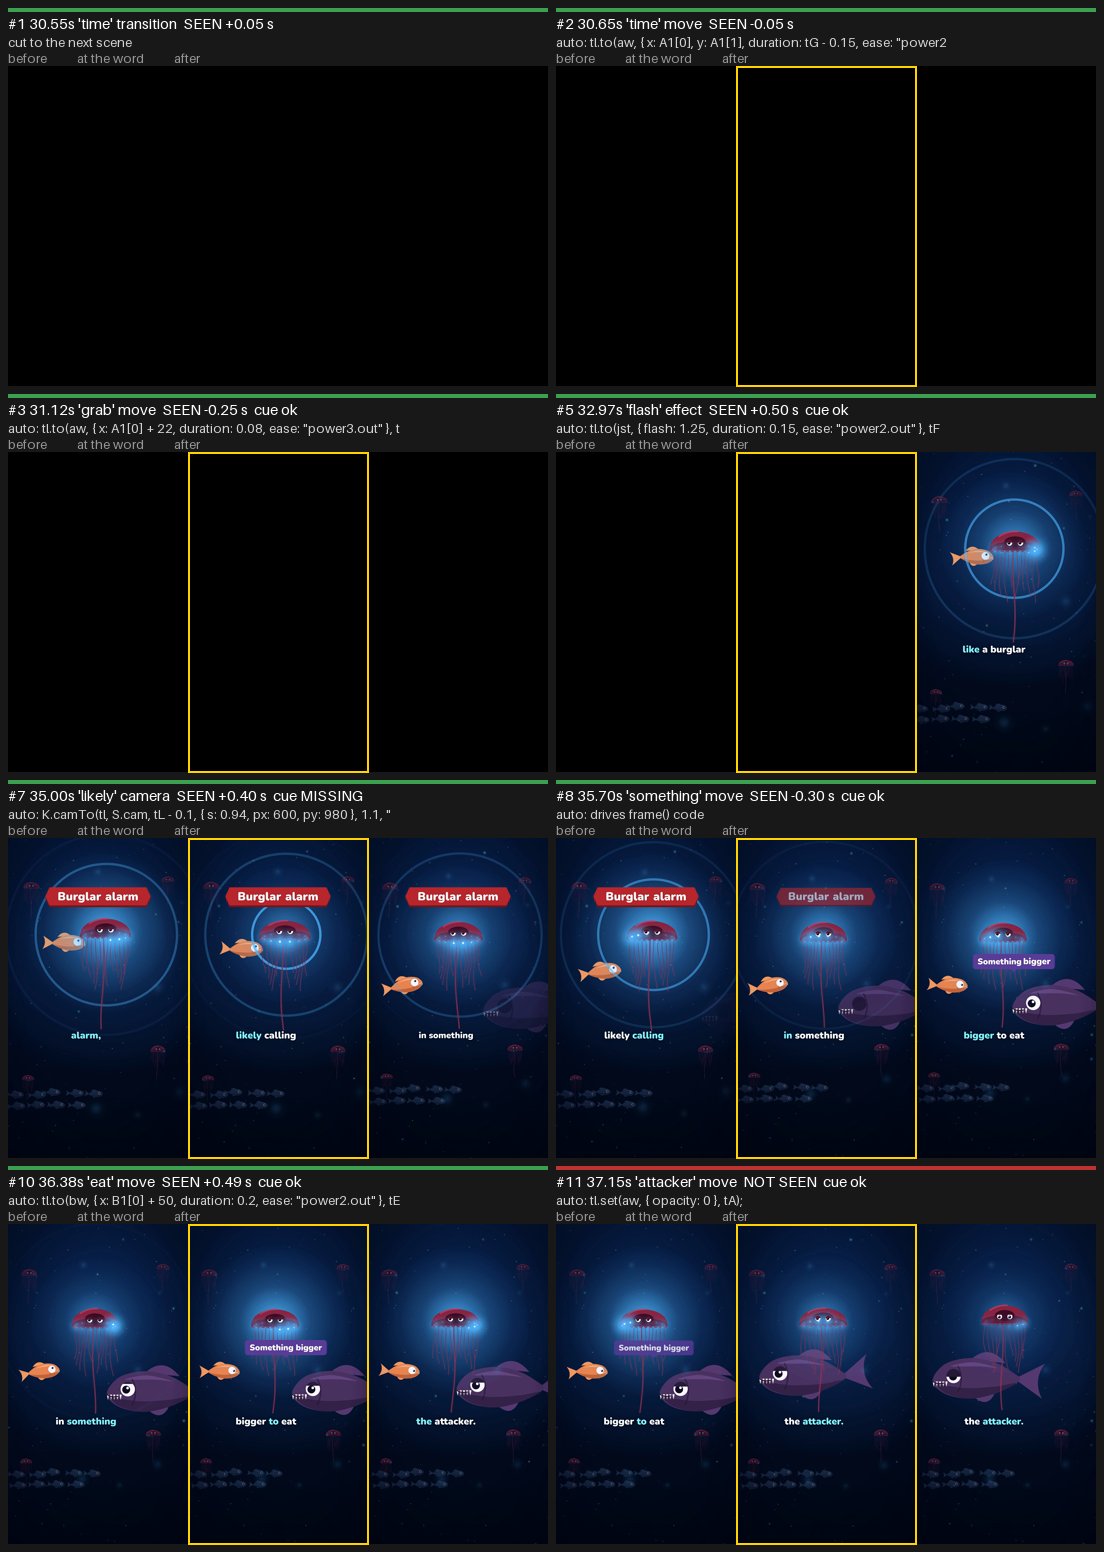 #1 30.55s 'time' transition SEEN +0.05 s
cut to the next scene
before at the word after
#2 30.65s 'time' move SEEN -0.05 s
auto: tl.to(aw, { x: A1[0], y: A1[1], duration: tG - 0.15, ease: "power2
before at the word after
#3 31.12s 'grab' move SEEN -0.25 s cue ok
auto: tl.to(aw, { x: A1[0] + 22, duration: 0.08, ease: "power3.out" }, t
before at the word after
#5 32.97s 'flash' effect SEEN +0.50 s cue ok
auto: tl.to(jst, { flash: 1.25, duration: 0.15, ease: "power2.out" }, tF
before at the word after
like a burglar
#7 35.00s 'likely' camera SEEN +0.40 s cue MISSING
auto: K.camTo(tl, S.cam, tL - 0.1, { s: 0.94, px: 600, py: 980 }, 1.1, "
before at the word after
Burglar alarm
alarm,
Burglar alarm
likely calling
Burglar alarm
in something
#8 35.70s 'something' move SEEN -0.30 s cue ok
auto: drives frame() code
before at the word after
Burglar alarm
likely calling
Burglar alarm
in something
Something bigger
bigger to eat
#10 36.38s 'eat' move SEEN +0.49 s cue ok
auto: tl.to(bw, { x: B1[0] + 50, duration: 0.2, ease: "power2.out" }, tE
before at the word after
in something
Something bigger
bigger to eat
the attacker.
#11 37.15s 'attacker' move NOT SEEN cue ok
auto: tl.set(aw, { opacity: 0 }, tA);
before at the word after
Something bigger
bigger to eat
the attacker.
the attacker.